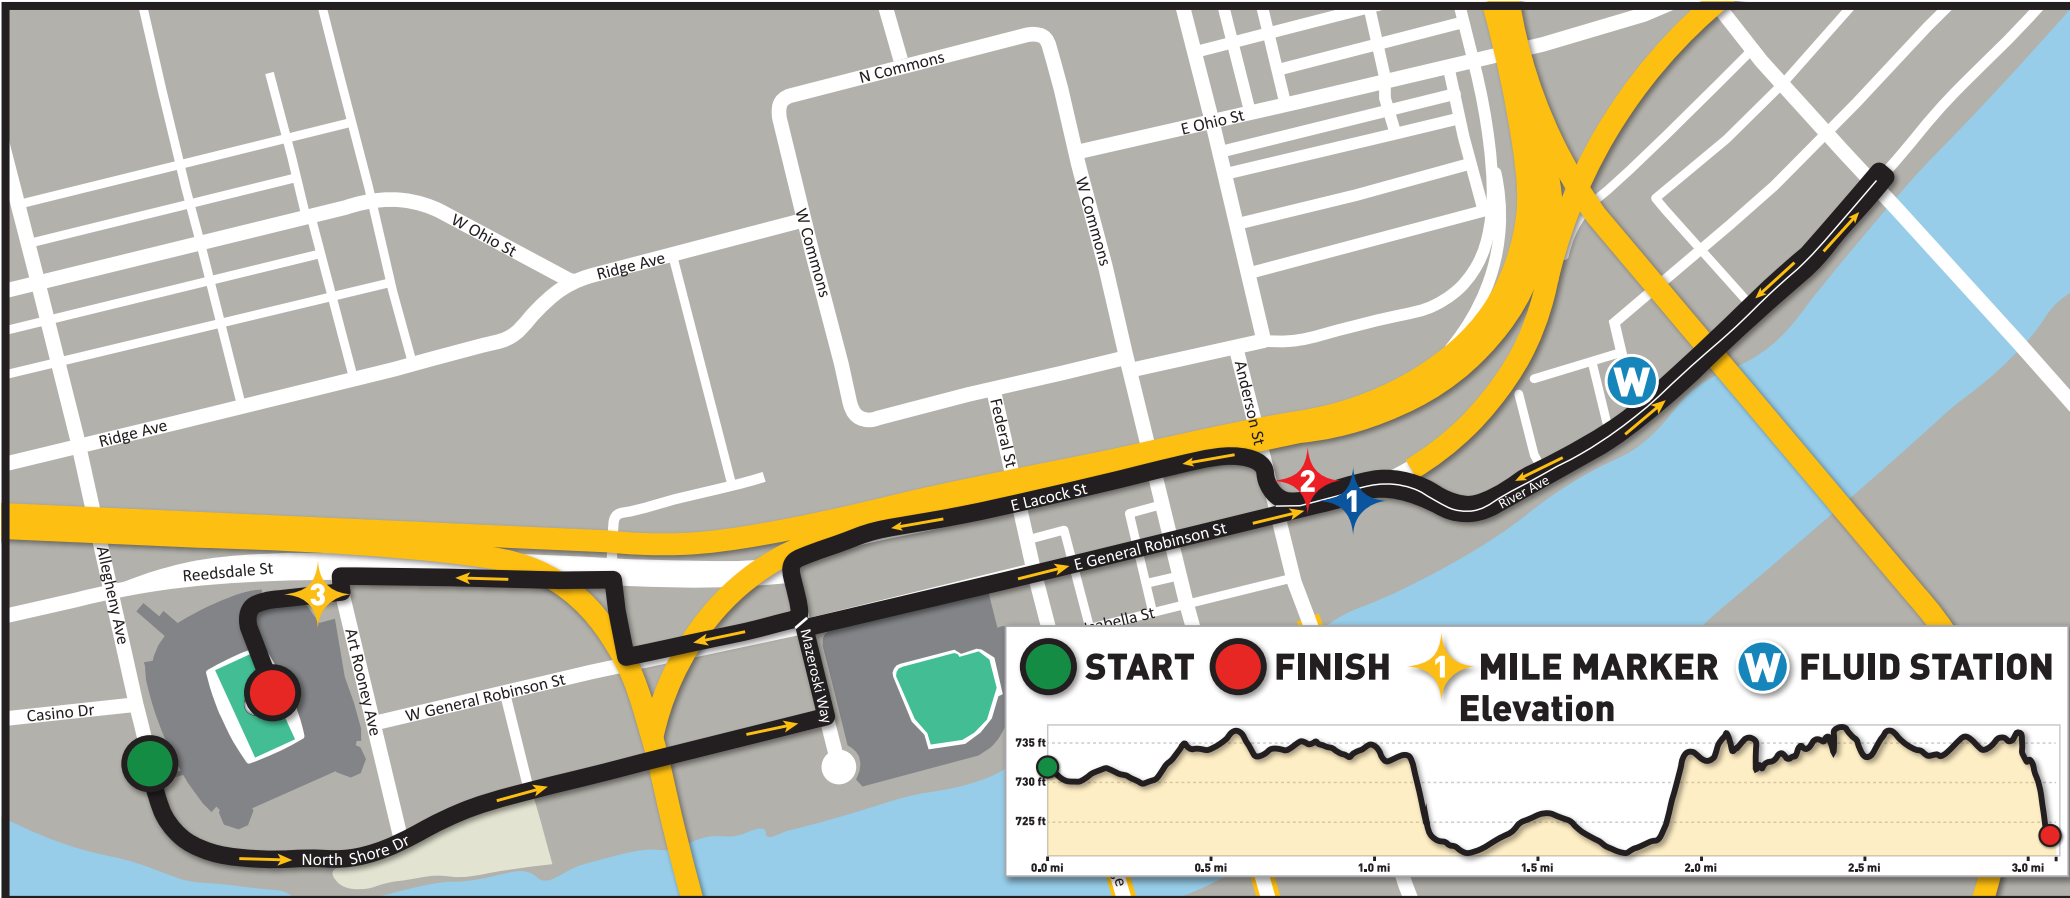 N Commons
E Ohio St
W Ohio St
Ridge Ave
W Commons
W Commons
Ridge Ave
Anderson St
Federal St
W
2
1
E Lacock St
River Ave
E General Robinson St
Allegheny Ave
Reedsdale St
3
Art Rooney Ave
Mazeroski Way
W General Robinson St
Casino Dr
North Shore Dr
START
FINISH
1 MILE MARKER
W FLUID STATION
Elevation
735 ft
730 ft
725 ft
0.0 mi
0.5 mi
1.0 mi
1.5 mi
2.0 mi
2.5 mi
3.0 mi